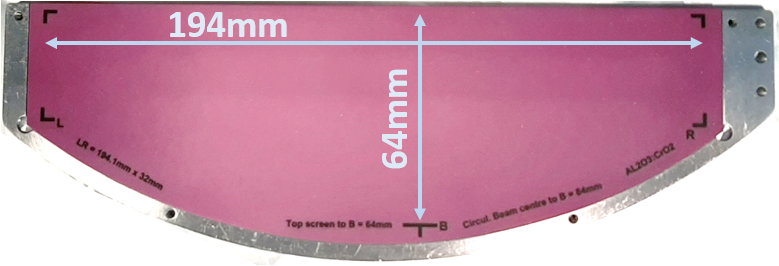 194mm
64mm
L
R
LR = 194.1mm x 32mm
AL2O3:CrO2
Top screen to B = 64mm
B
Circul. Beam centre to B = 84mm